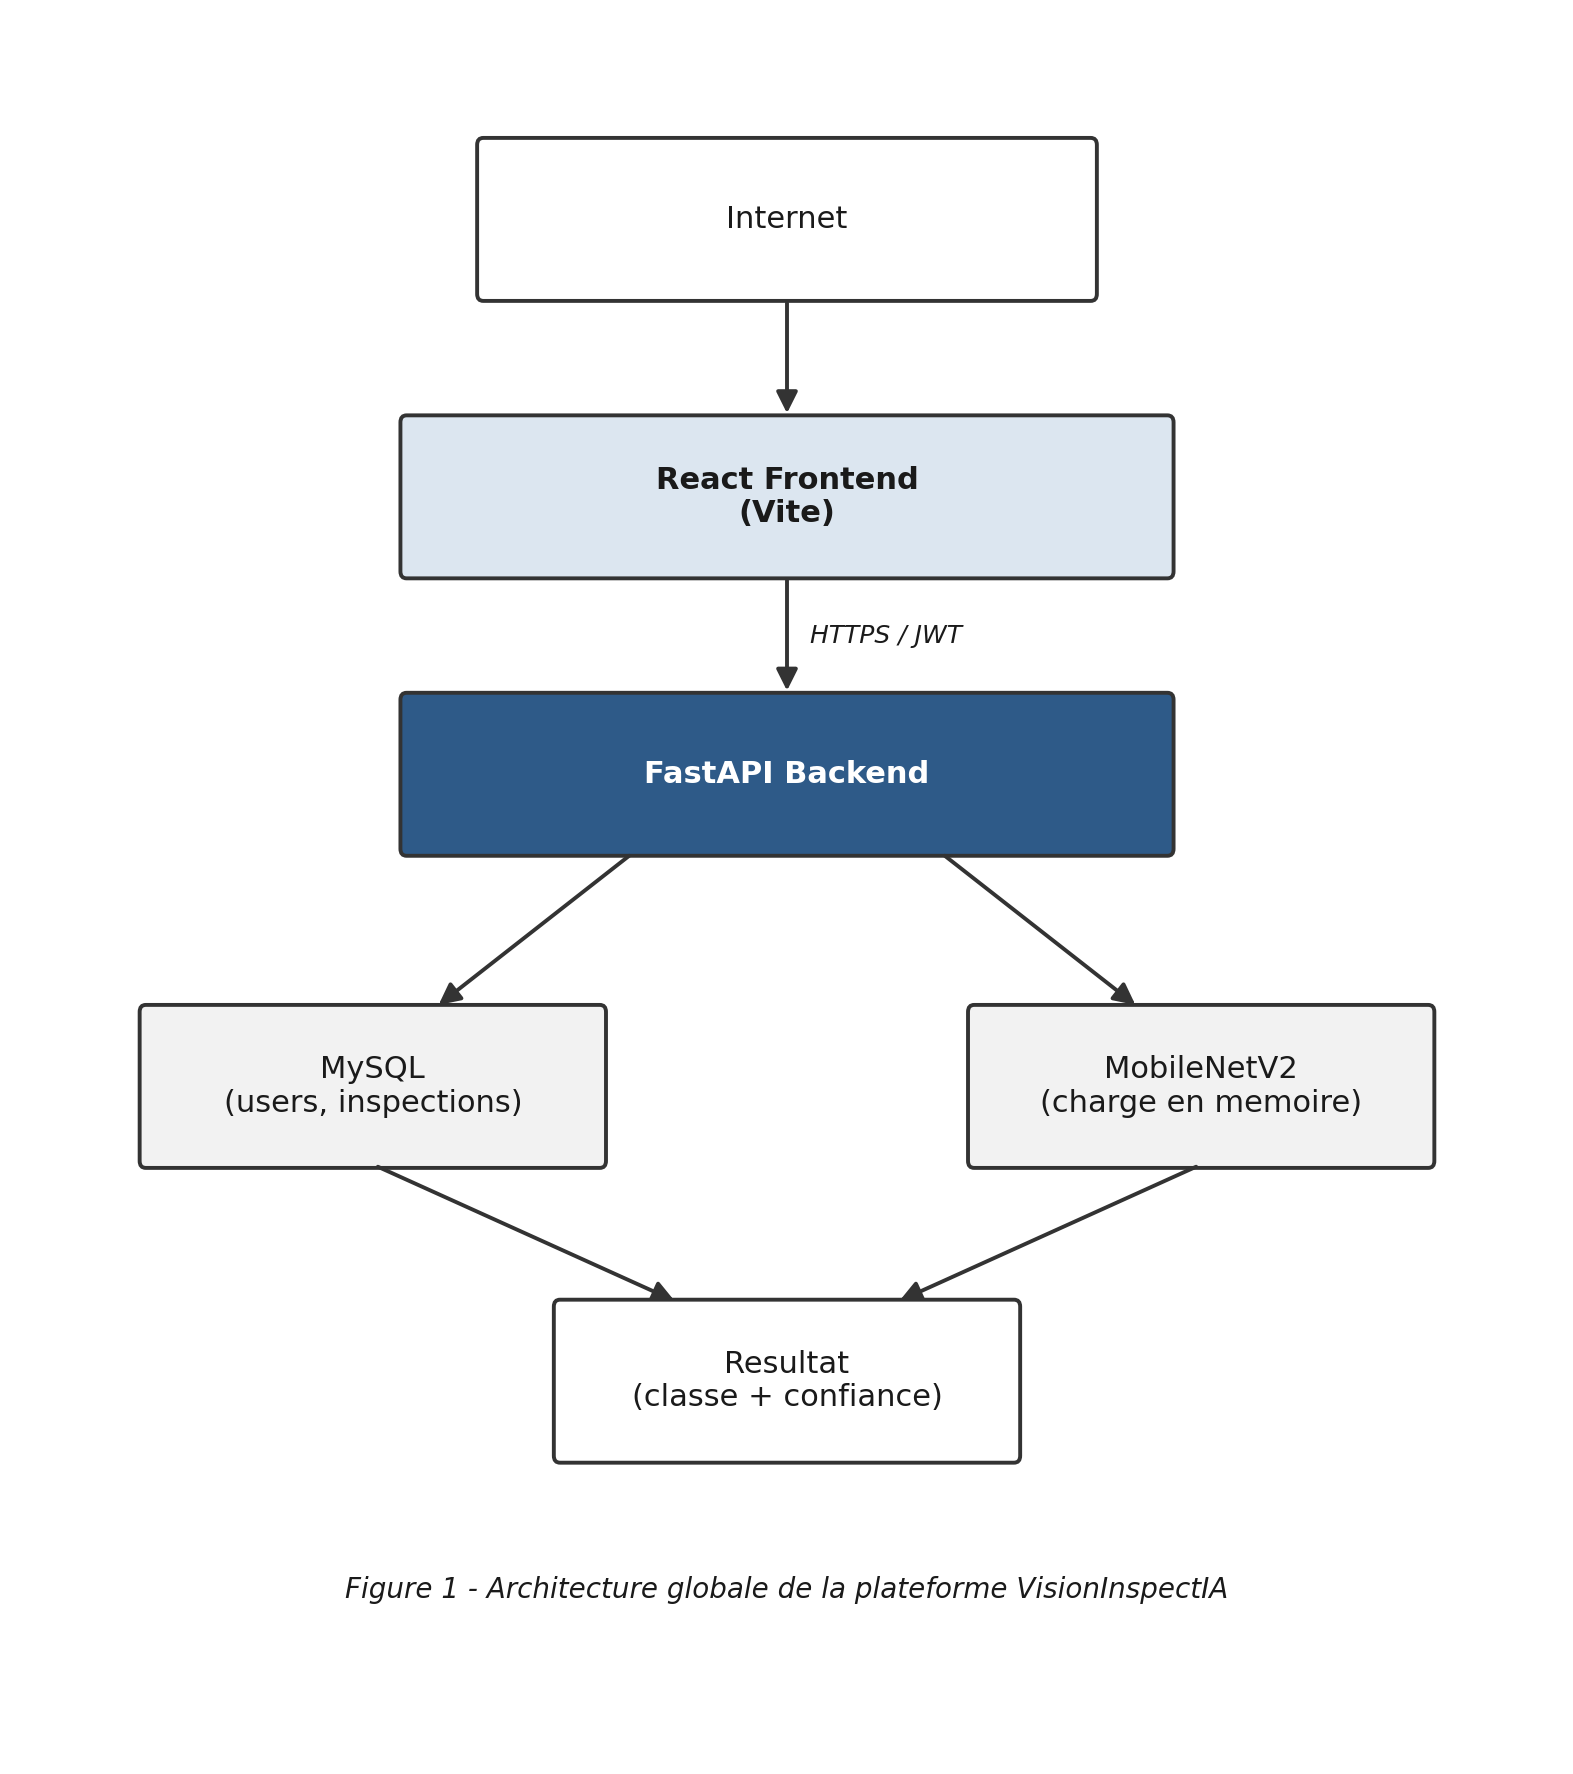 Internet
React Frontend
(Vite)
HTTPS / JWT
FastAPI Backend
MySQL
(users, inspections)
MobileNetV2
(charge en memoire)
Resultat
(classe + confiance)
Figure 1 - Architecture globale de la plateforme VisionInspectIA